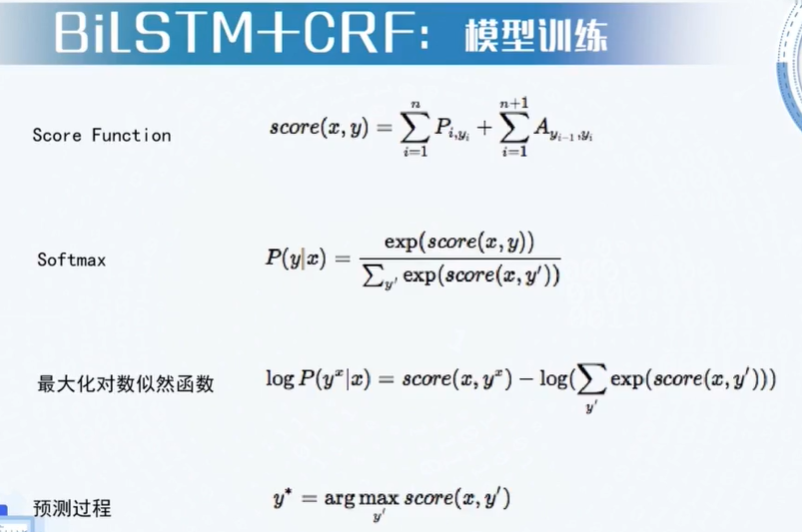 BiLSTM+CRF：模型训练
Score Function score(x, y) = \sum_{i=1}^{n} P_{i,y_i} + \sum_{i=1}^{n+1} A_{y_{i-1},y_i}
Softmax P(y|x) = \frac{\exp(score(x, y))}{\sum_{y'} \exp(score(x, y'))}
最大化对数似然函数 \log P(y^x|x) = score(x, y^x) − \log(\sum_{y'} \exp(score(x, y')))
预测过程 y^* = \arg\max_{y'} score(x, y')